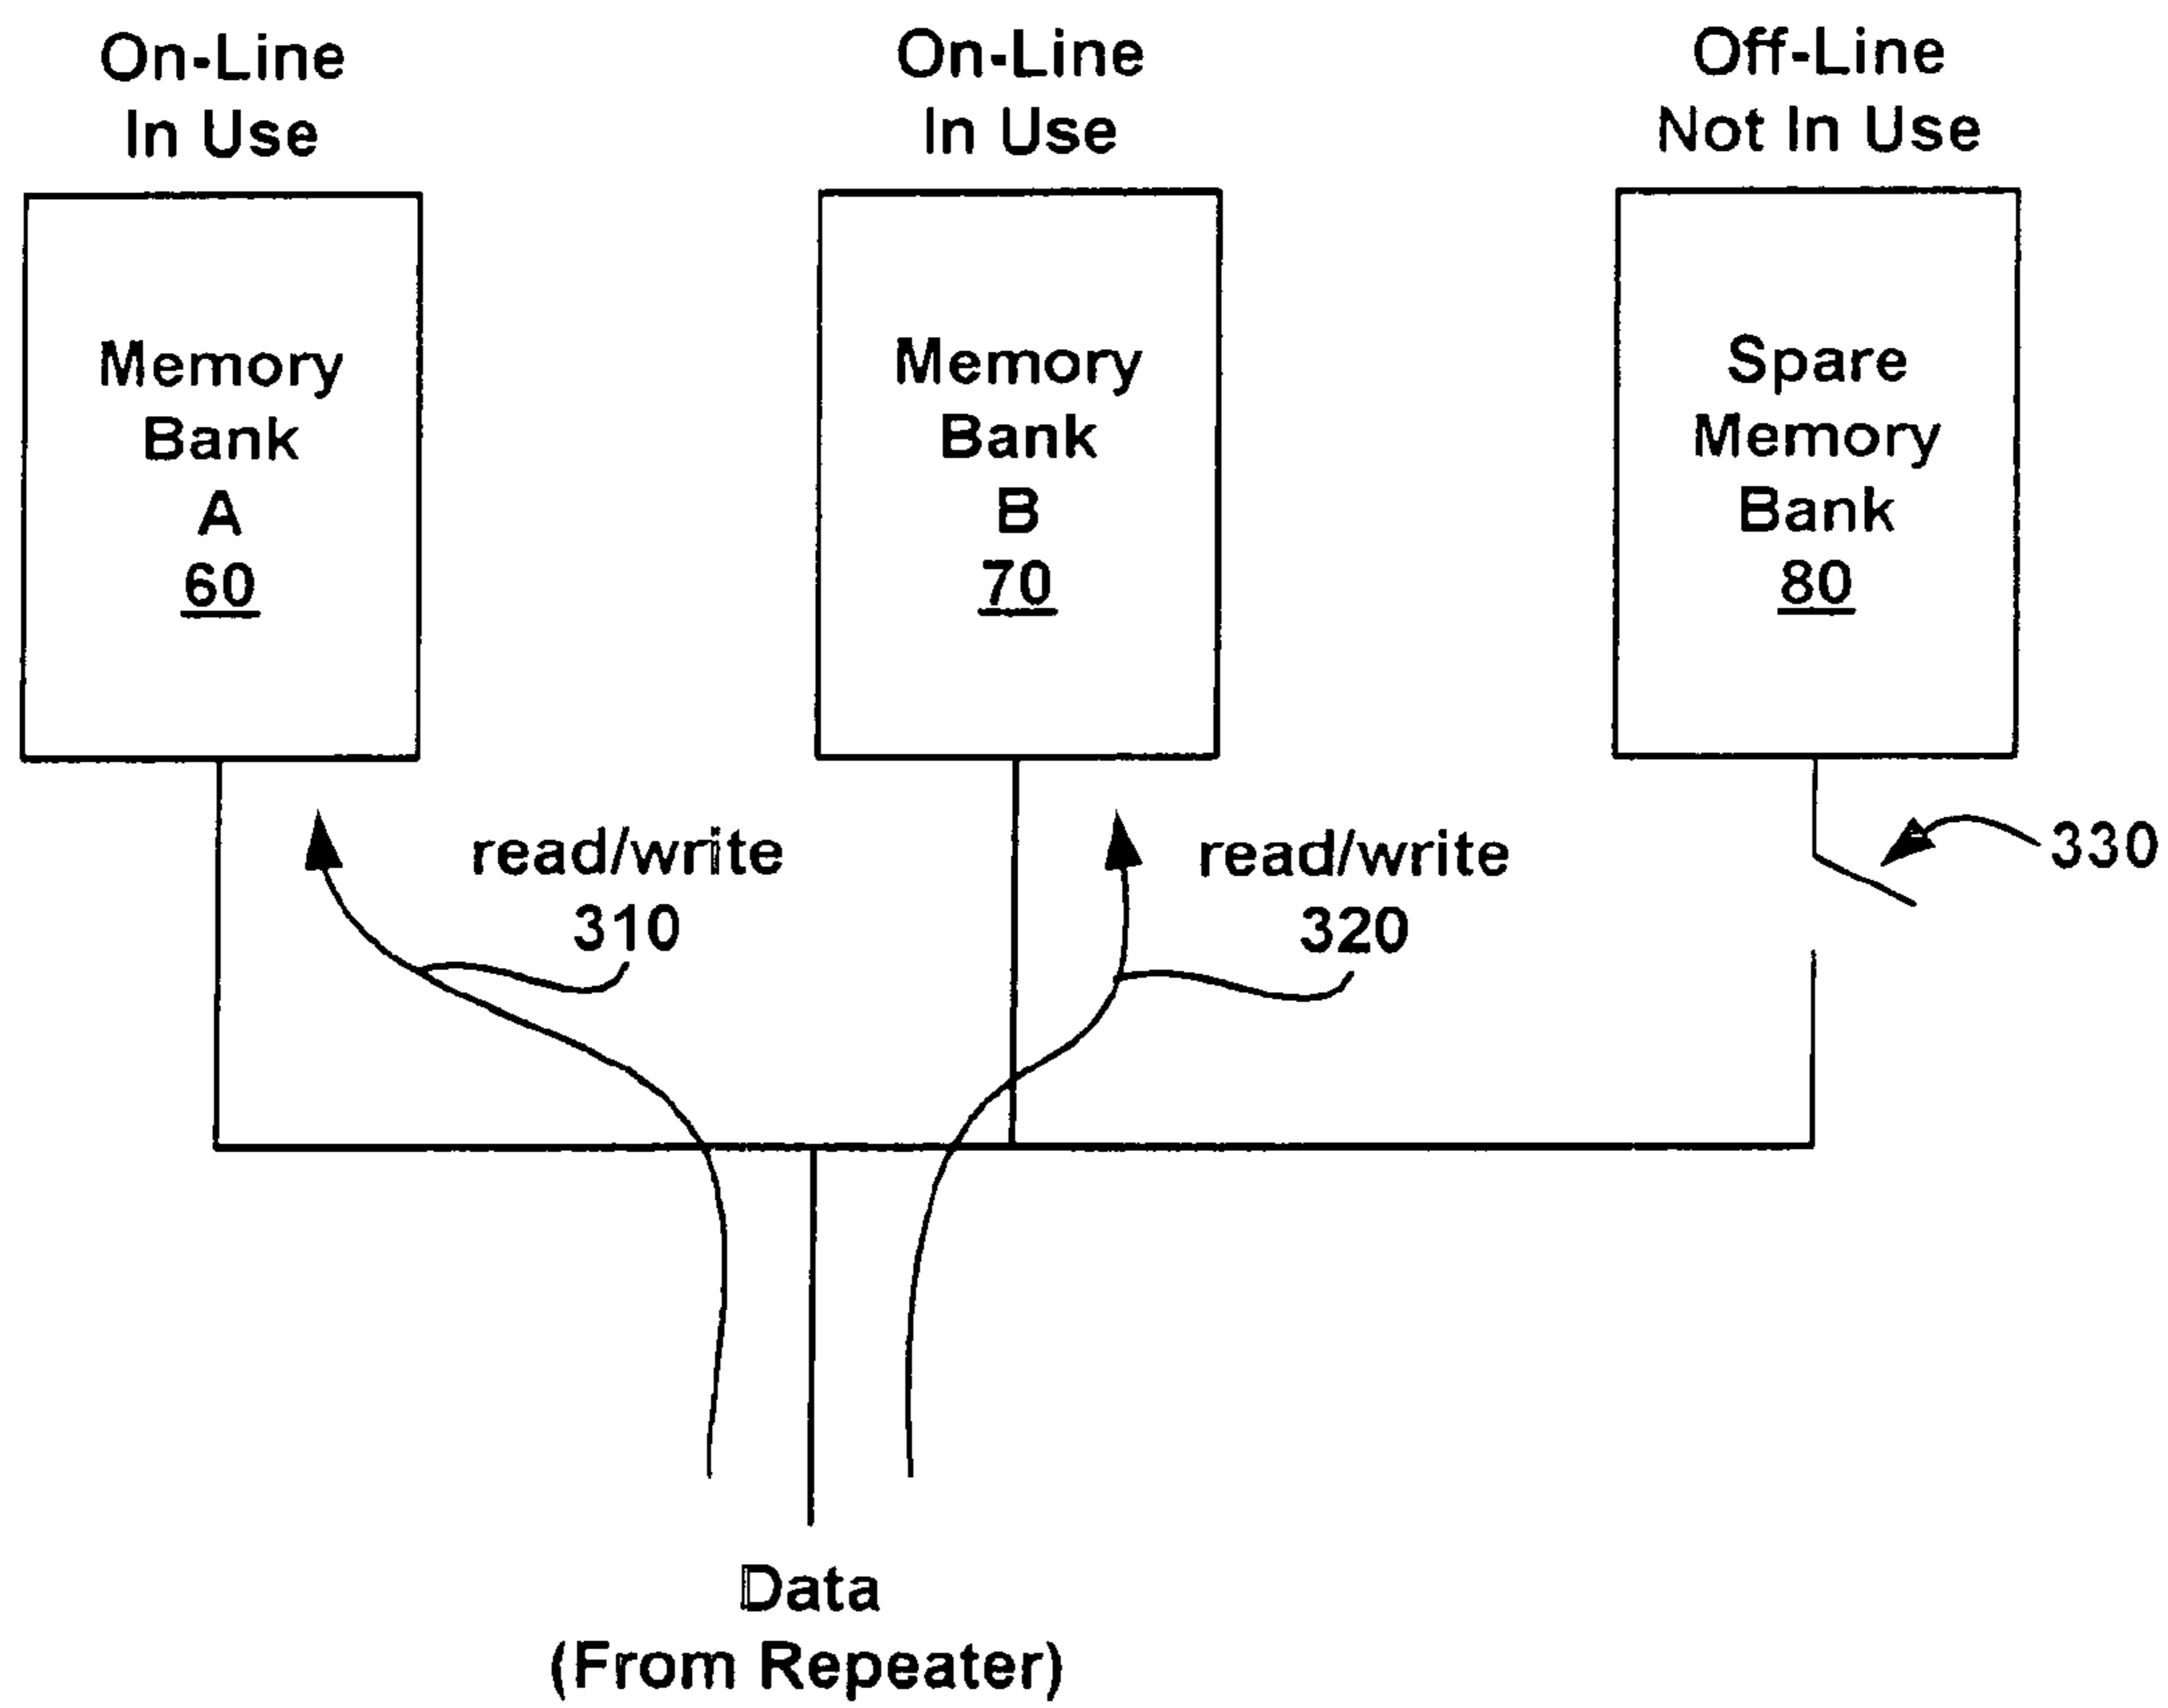 On-Line
In Use
On-Line
In Use
Off-Line
Not In Use
Memory
Bank
A
60
Memory
Bank
B
70
Spare
Memory
Bank
80
read/write
310
read/write
320
330
Data
(From Repeater)